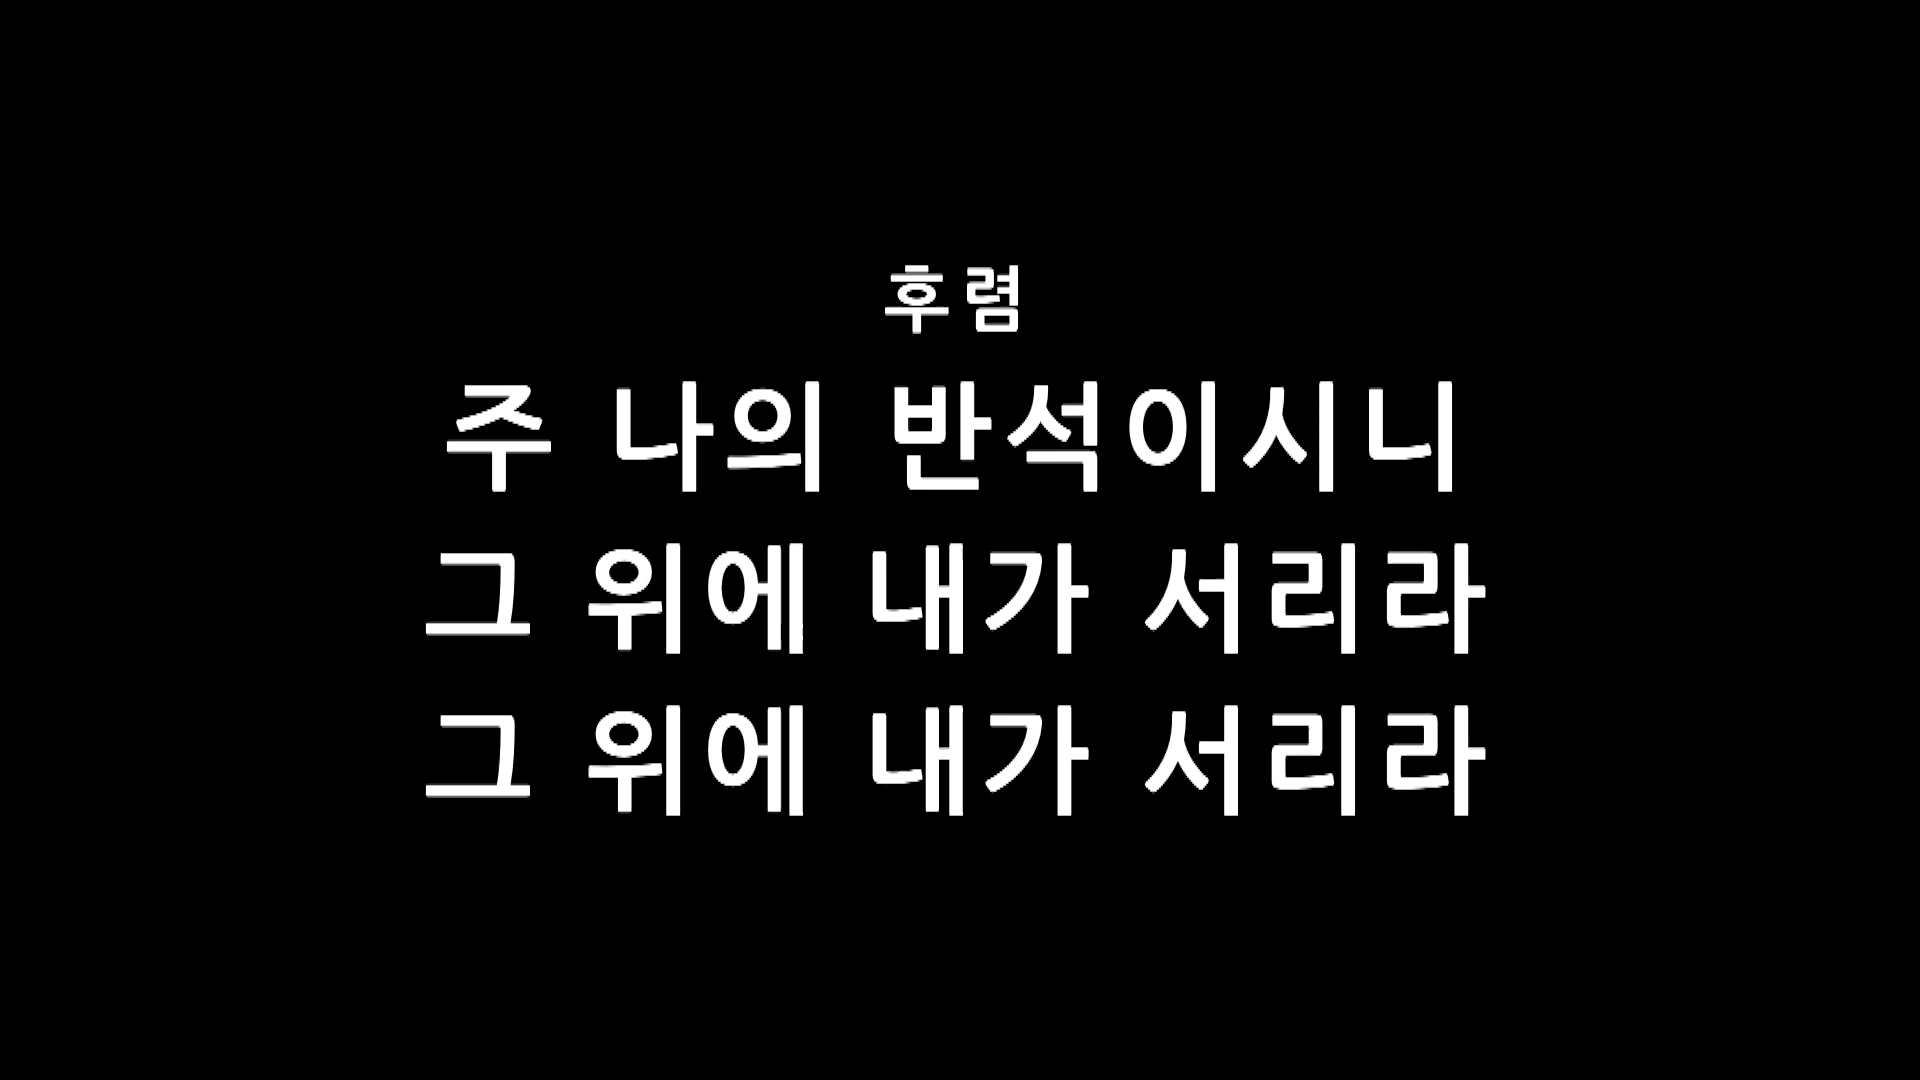 후렴
주 나의 반석이시니
그 위에 내가 서리라
그 위에 내가 서리라